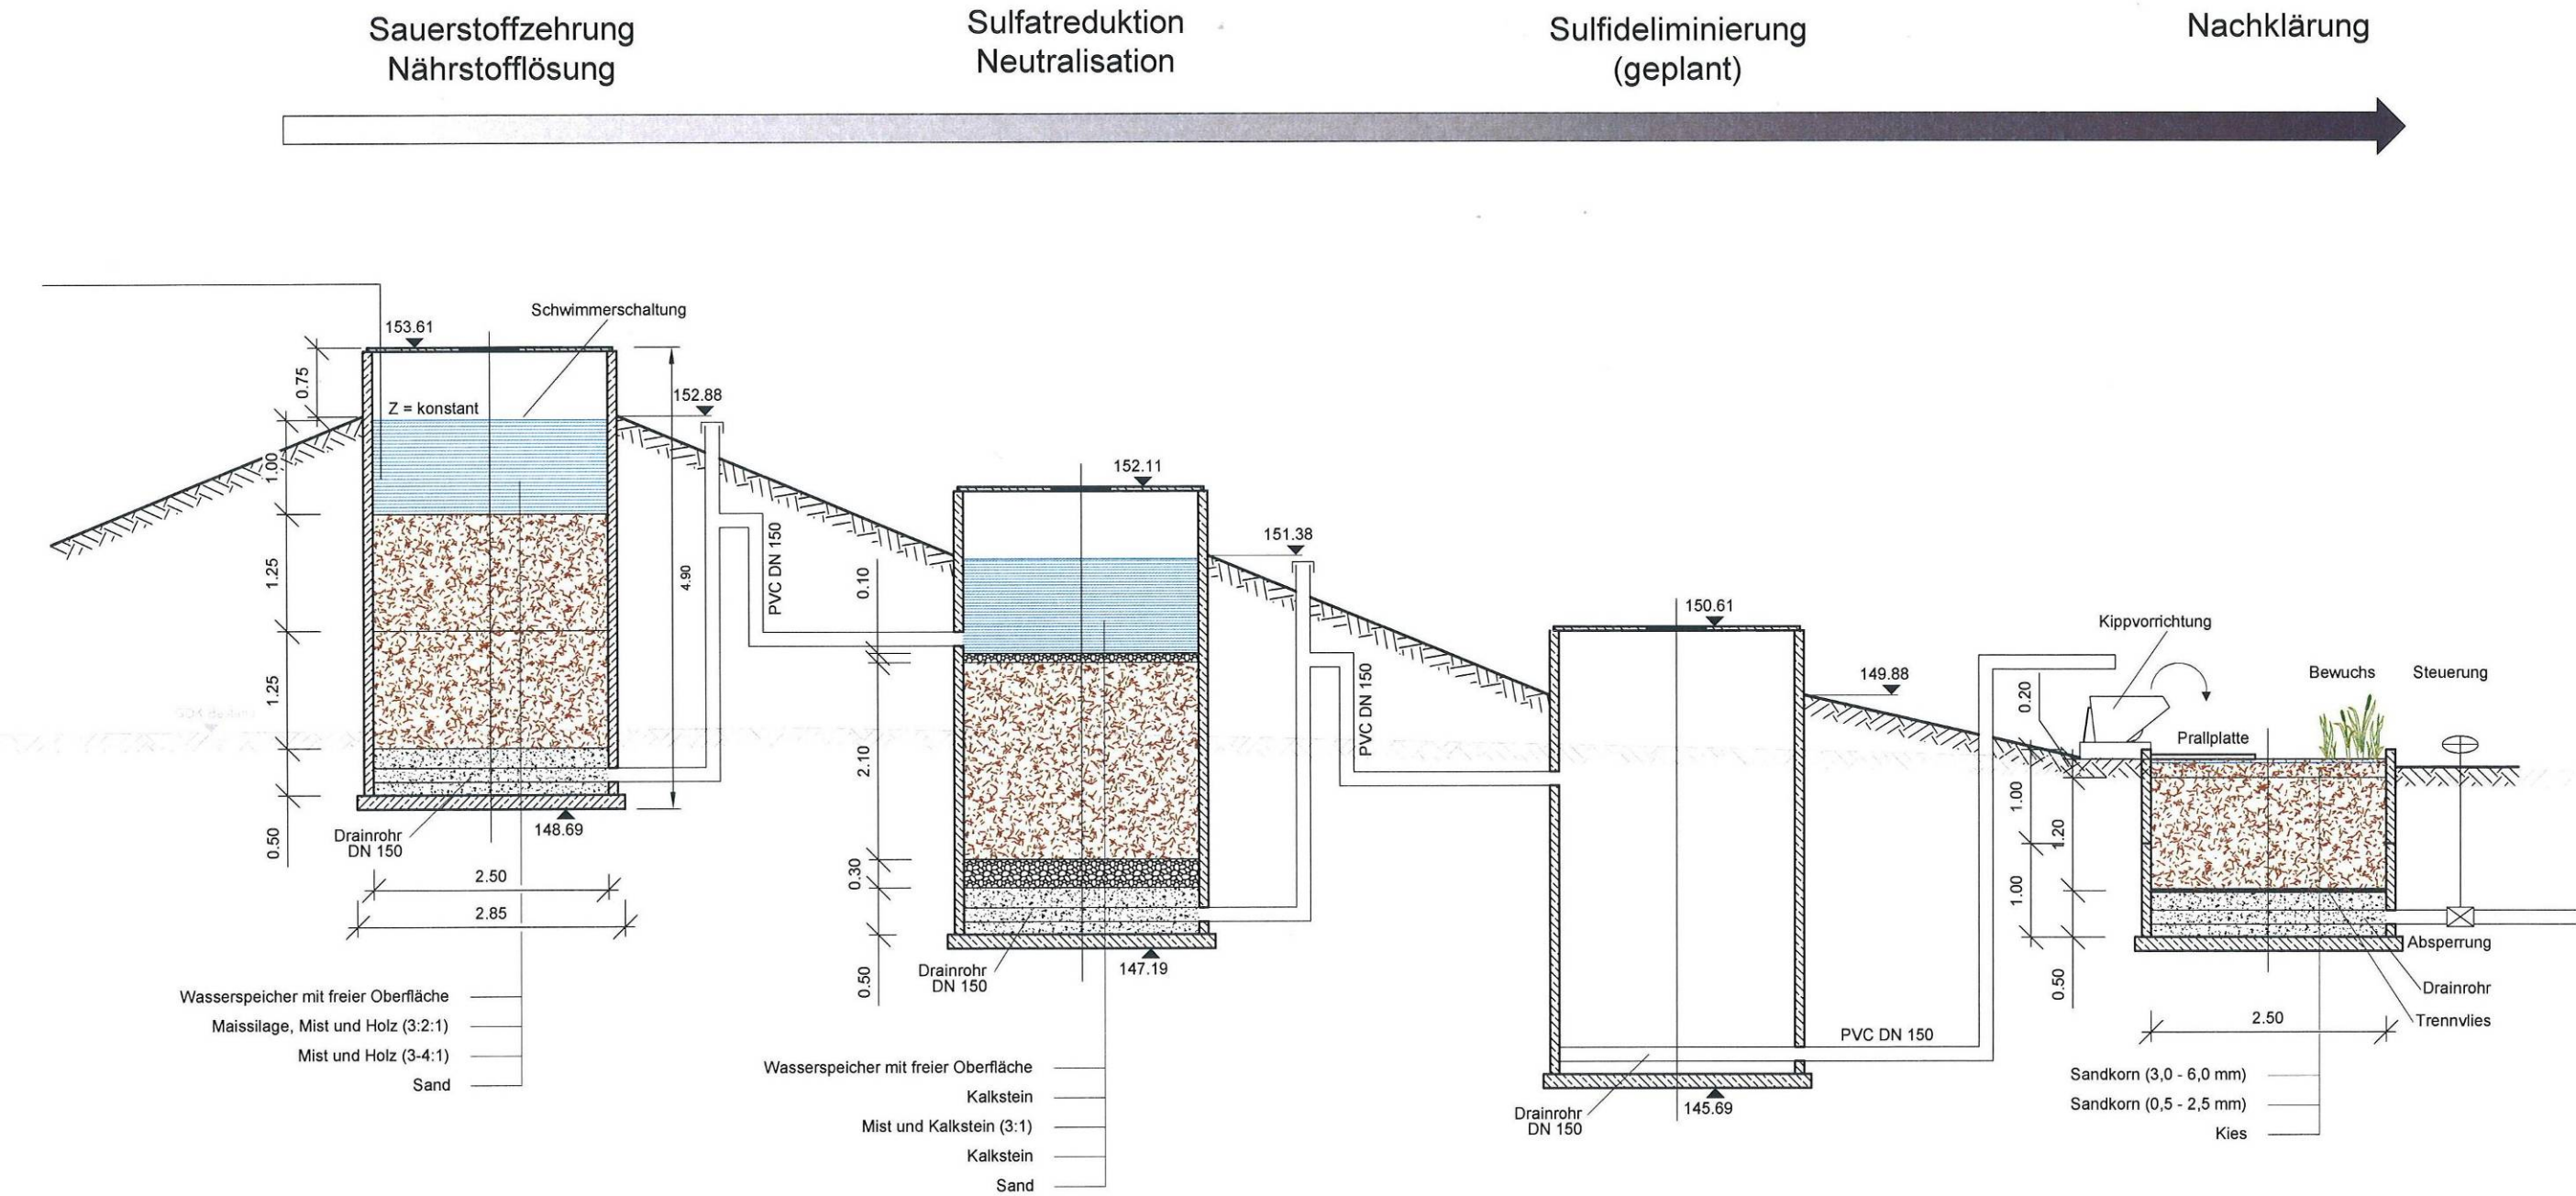 Sauerstoffzehrung
Nährstofflösung
Sulfatreduktion
Neutralisation
Sulfideliminierung
(geplant)
Nachklärung
Schwimmerschaltung
153.61
0.75
Z = konstant
152.88
1.00
1.25
1.25
0.50
4.90
PVC DN 150
Drainrohr
DN 150
148.69
2.50
2.85
Wasserspeicher mit freier Oberfläche
Maissilage, Mist und Holz (3:2:1)
Mist und Holz (3-4:1)
Sand
152.11
151.38
0.10
2.10
0.30
0.50
PVC DN 150
Drainrohr
DN 150
147.19
Wasserspeicher mit freier Oberfläche
Kalkstein
Mist und Kalkstein (3:1)
Kalkstein
Sand
150.61
149.88
PVC DN 150
Drainrohr
DN 150
145.69
Kippvorrichtung
Bewuchs
Steuerung
0.20
Prallplatte
1.00
1.20
1.00
0.50
Absperrung
Drainrohr
Trennvlies
2.50
Sandkorn (3,0 - 6,0 mm)
Sandkorn (0,5 - 2,5 mm)
Kies